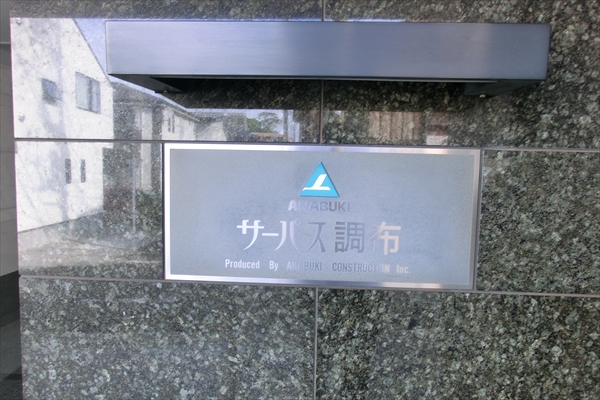 ANABUKI
サーパス調布
Produced By ANABUKI CONSTRUCTION Inc.